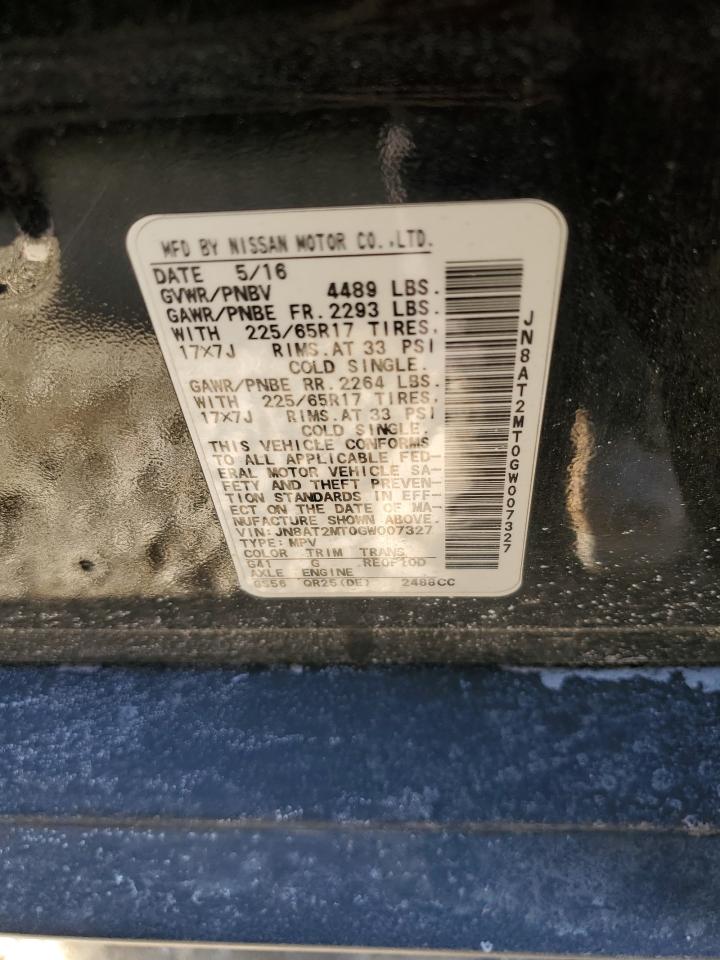 MFD BY NISSAN MOTOR CO.,LTD.
DATE 5/16
GVWR/PNBV 4489 LBS.
GAWR/PNBE FR. 2293 LBS.
WITH 225/65R17 TIRES.
17X7J RIMS.AT 33 PSI
COLD SINGLE.
GAWR/PNBE RR. 2264 LBS.
WITH 225/65R17 TIRES.
17X7J RIMS.AT 33 PSI
COLD SINGLE.
THIS VEHICLE CONFORMS
TO ALL APPLICABLE FED-
ERAL MOTOR VEHICLE SA-
FETY AND THEFT PREVEN-
TION STANDARDS IN EFF-
ECT ON THE DATE OF MA-
NUFACTURE SHOWN ABOVE.
VIN: JN8AT2MT0GW007327
TYPE: MPV
COLOR TRIM TRANS
G41 G RE0F10D
AXLE ENGINE
QR25(DE) 2488CC
JN8AT2MT0GW007327